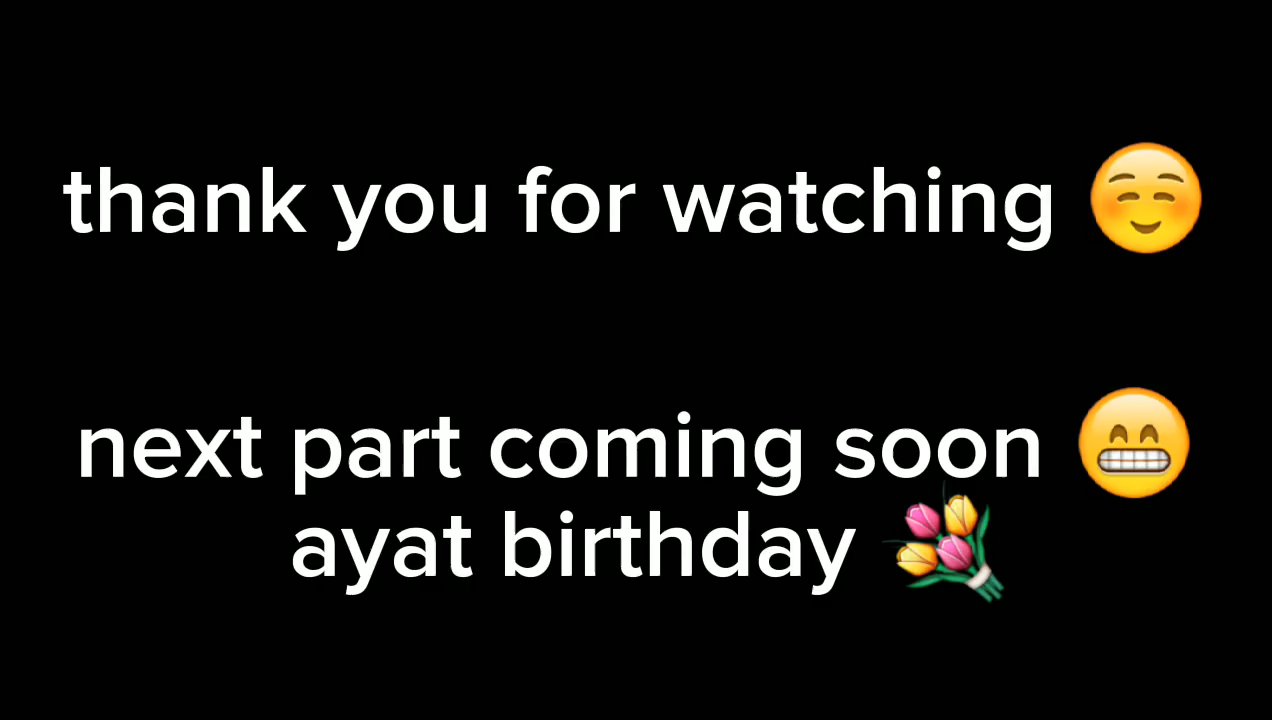 thank you for watching ☺️
next part coming soon 😁
ayat birthday 💐